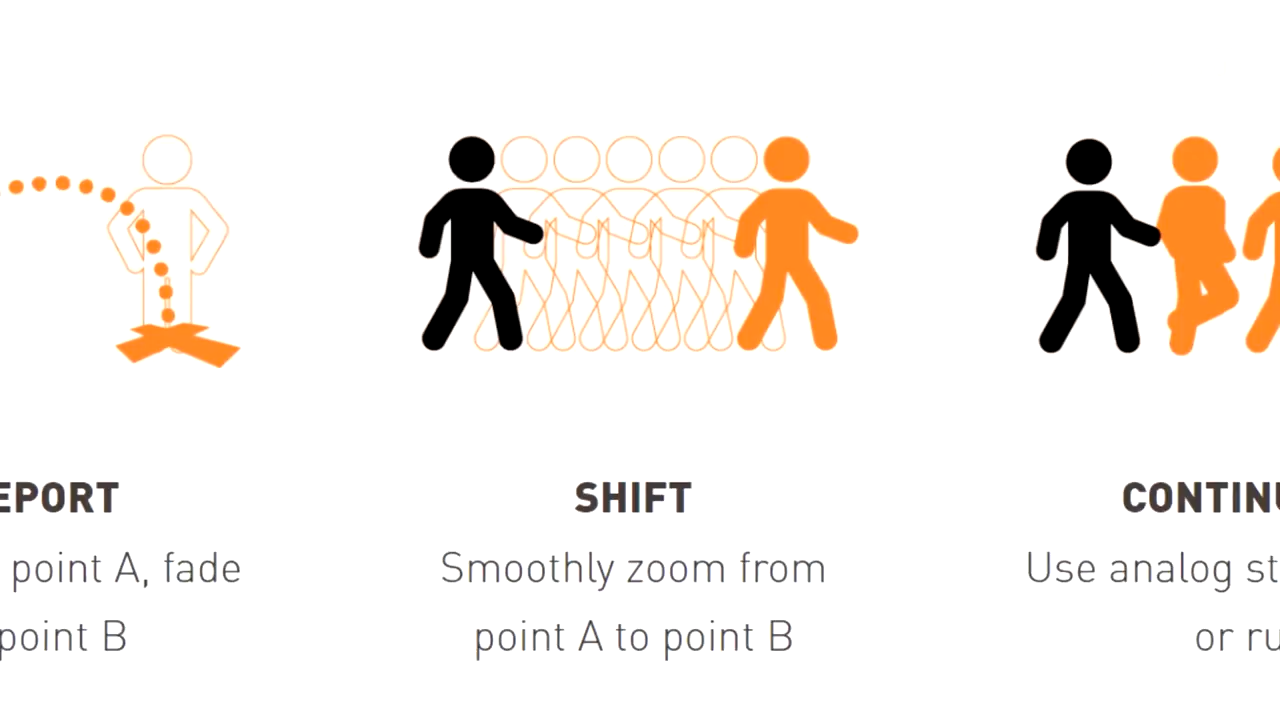 EPORT
point A, fade
point B
SHIFT
Smoothly zoom from
point A to point B
CONTINU
Use analog st
or ru